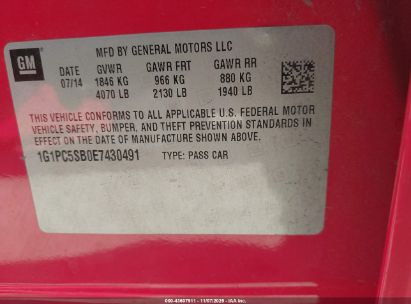 GM
MFD BY GENERAL MOTORS LLC
DATE GVWR GAWR FRT GAWR RR
07/14 1846 KG 966 KG 880 KG
4070 LB 2130 LB 1940 LB
THIS VEHICLE CONFORMS TO ALL APPLICABLE U.S. FEDERAL MOTOR
VEHICLE SAFETY, BUMPER, AND THEFT PREVENTION STANDARDS IN
EFFECT ON THE DATE OF MANUFACTURE SHOWN ABOVE.
1G1PC5SB0E7430491 TYPE: PASS CAR